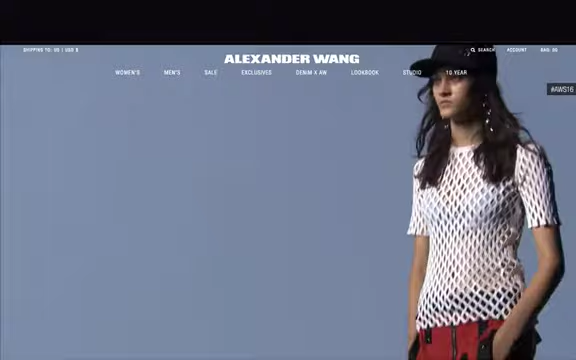 SHIPPING TO: US | USD $
ALEXANDER WANG
SEARCH ACCOUNT BAG:
WOMEN'S MEN'S SALE EXCLUSIVES DENIM X AW LOOKBOOK STUDIO 10 YEAR
#AWS16